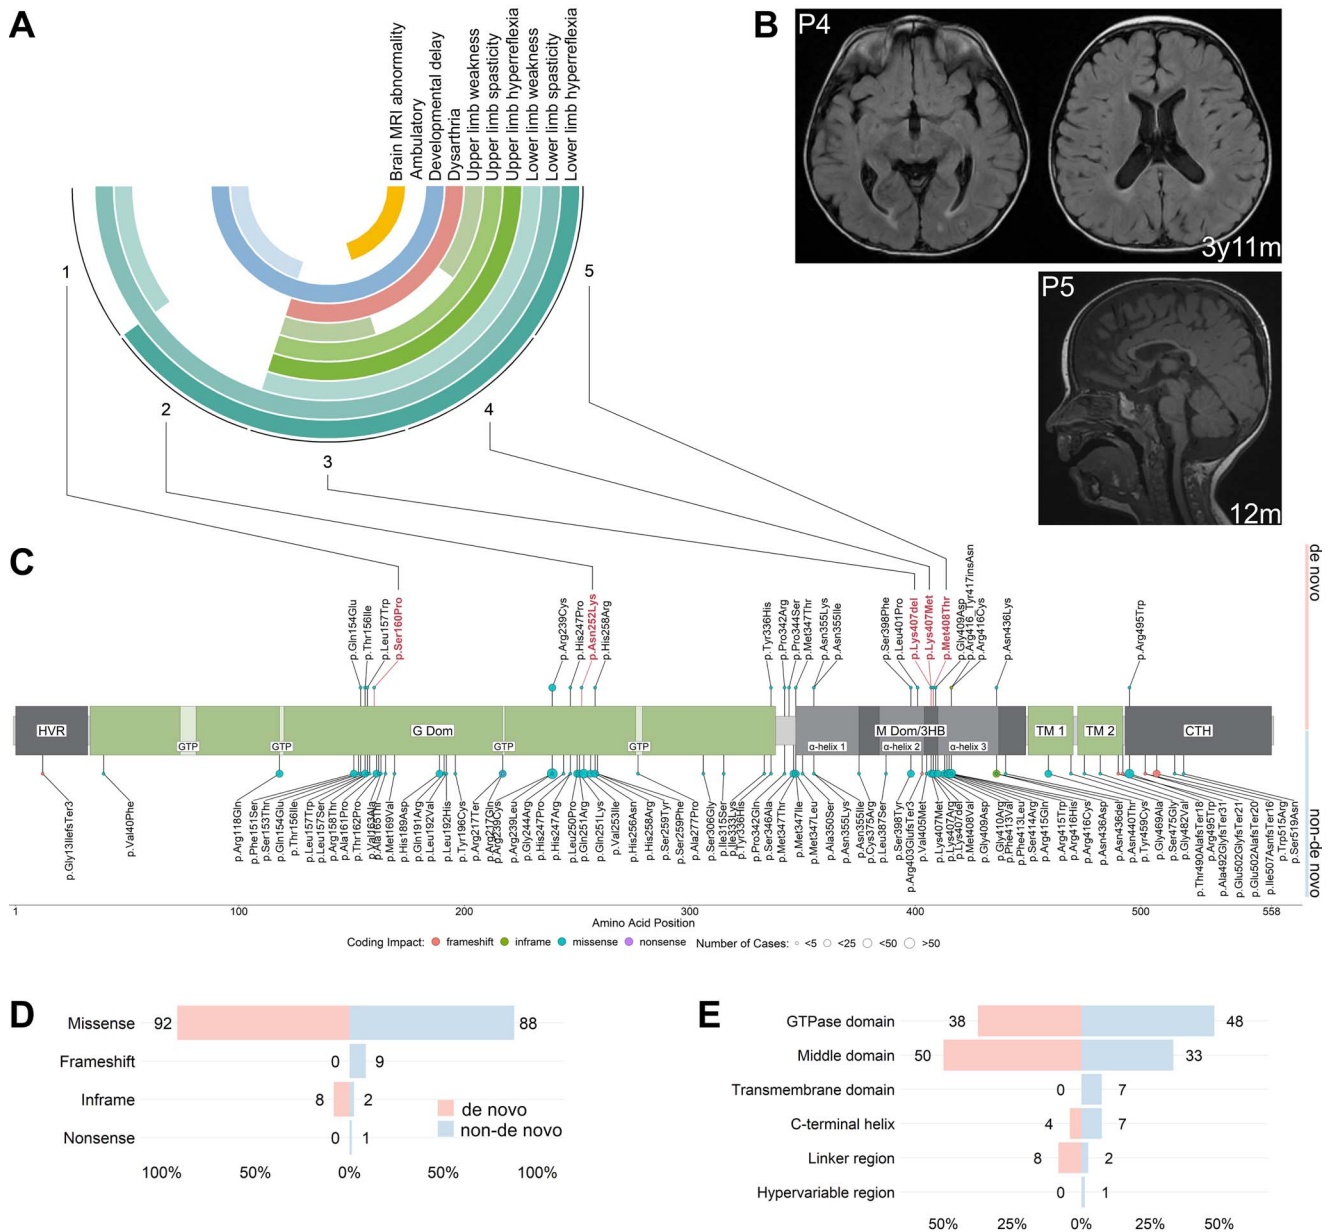 A
Brain MRI abnormality
Ambulatory
Developmental delay
Dysarthria
Upper limb weakness
Upper limb spasticity
Upper limb hyperreflexia
Lower limb weakness
Lower limb spasticity
Lower limb hyperreflexia
1
2
3
4
5
B
P4
3y11m
P5
12m
C
de novo
non-de novo
p.Gln154Glu
p.Thr156Ile
p.Leu157Trp
p.Ser160Pro
p.Arg239Cys
p.His247Pro
p.Asn252Lys
p.His258Arg
p.Tyr336His
p.Pro342Arg
p.Pro344Ser
p.Met347Thr
p.Asn355Lys
p.Asn355Ile
p.Ser398Phe
p.Leu401Pro
p.Lys407del
p.Lys407Met
p.Met408Thr
p.Gly409Asp
p.Arg416_Tyr417insAsn
p.Arg416Cys
p.Asn436Lys
p.Arg495Trp
HVR
GTP
GTP
G Dom
GTP
GTP
α-helix 1
M Dom/3HB
α-helix 2
α-helix 3
TM 1
TM 2
CTH
p.Gly13IlefsTer3
p.Val40Phe
p.Arg118Gln
p.Phe151Ser
p.Ser153Thr
p.Gln154Glu
p.Thr156Ile
p.Leu157Trp
p.Leu157Ser
p.Arg158Thr
p.Ala161Pro
p.Thr162Pro
p.Met169Val
p.His189Asp
p.Gln191Arg
p.Leu192Val
p.Leu192His
p.Tyr196Cys
p.Arg217Ter
p.Arg217Gln
p.Arg239Cys
p.Arg239Leu
p.Gly244Arg
p.His247Pro
p.His247Arg
p.Leu250Pro
p.Gln251Arg
p.Gln251Lys
p.Val253Ile
p.His256Asn
p.His258Arg
p.Ser259Tyr
p.Ser259Phe
p.Ala277Pro
p.Ser306Gly
p.Ile315Ser
p.Ile333Lys
p.Tyr336His
p.Pro342Gln
p.Ser346Ala
p.Met347Thr
p.Met347Ile
p.Met347Leu
p.Ala350Ser
p.Asn355Lys
p.Asn355Ile
p.Cys375Arg
p.Leu387Ser
p.Ser398Tyr
p.Arg403GlufsTer3
p.Val405Met
p.Lys407Met
p.Lys407Arg
p.Lys407del
p.Met408Val
p.Gly409Asp
p.Gly410Arg
p.Phe413Val
p.Phe413Leu
p.Ser414Arg
p.Arg415Gln
p.Arg415Trp
p.Arg416His
p.Arg416Cys
p.Asn436Asp
p.Asn436del
p.Asn440Thr
p.Tyr459Cys
p.Gly469Ala
p.Ser475Gly
p.Gly482Val
p.Thr490AlafsTer18
p.Arg495Trp
p.Ala492GlyfsTer31
p.Glu502GlyfsTer21
p.Glu502AlafsTer20
p.Ile507AsnfsTer16
p.Trp515Arg
p.Ser519Asn
1
100
200
300
400
500
558
Amino Acid Position
Coding Impact: frameshift inframe missense nonsense Number of Cases: <5 <25 <50 >50
D
Missense 92 88
Frameshift 0 9
Inframe 8 2
Nonsense 0 1
de novo
non-de novo
100% 50% 0% 50% 100%
E
GTPase domain 38 48
Middle domain 50 33
Transmembrane domain 0 7
C-terminal helix 4 7
Linker region 8 2
Hypervariable region 0 1
50% 25% 0% 25% 50%